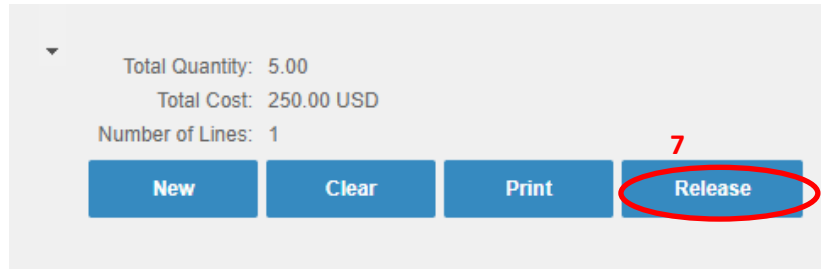 Total Quantity: 5.00
Total Cost: 250.00 USD
Number of Lines: 1
7
New Clear Print Release